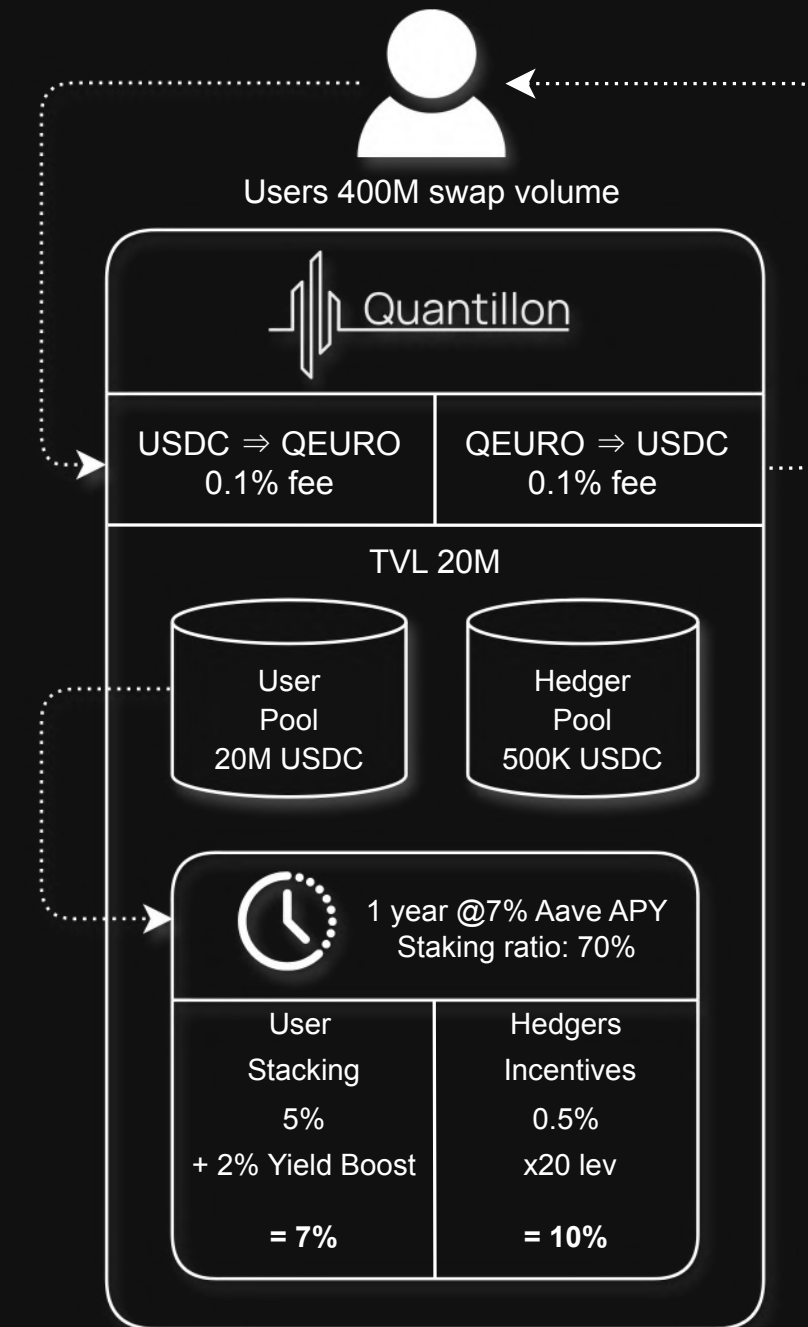 Users 400M swap volume
Quantillon
USDC ⇒ QEURO
0.1% fee
QEURO ⇒ USDC
0.1% fee
TVL 20M
User
Pool
20M USDC
Hedger
Pool
500K USDC
1 year @7% Aave APY
Staking ratio: 70%
User
Stacking
5%
+ 2% Yield Boost
= 7%
Hedgers
Incentives
0.5%
x20 lev
= 10%